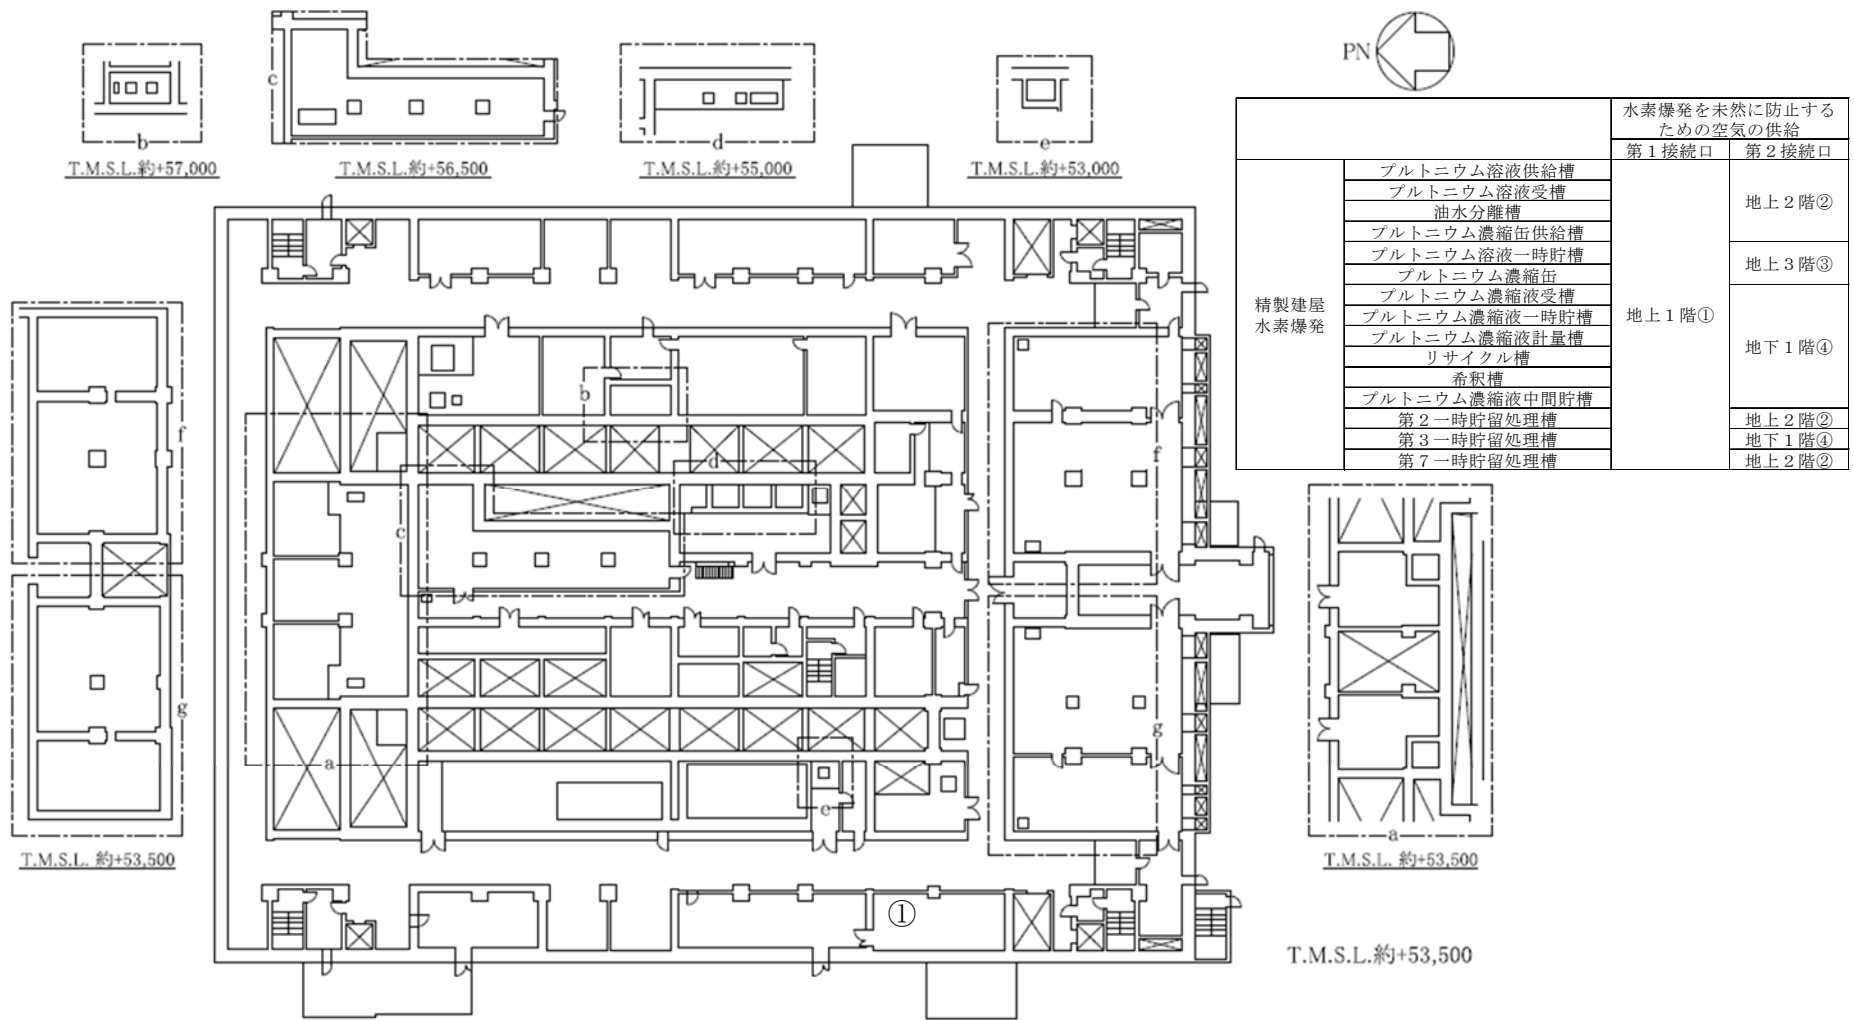 b
T.M.S.L.約+57,000
c
T.M.S.L.約+56,500
d
T.M.S.L.約+55,000
e
T.M.S.L.約+53,000
PN
水素爆発を未然に防止する
ための空気の供給
第1接続口 第2接続口
精製建屋
水素爆発
プルトニウム溶液供給槽
プルトニウム溶液受槽
油水分離槽
プルトニウム濃縮缶供給槽
プルトニウム溶液一時貯槽
プルトニウム濃縮缶
プルトニウム濃縮液受槽
プルトニウム濃縮液一時貯槽
プルトニウム濃縮液計量槽
リサイクル槽
希釈槽
プルトニウム濃縮液中間貯槽
第2一時貯留処理槽
第3一時貯留処理槽
第7一時貯留処理槽
地上1階①
地上2階②
地上3階③
地下1階④
地上2階②
地下1階④
地上2階②
f
g
T.M.S.L. 約+53,500
b
d
c
f
a
e
g
①
a
T.M.S.L. 約+53,500
T.M.S.L.約+53,500